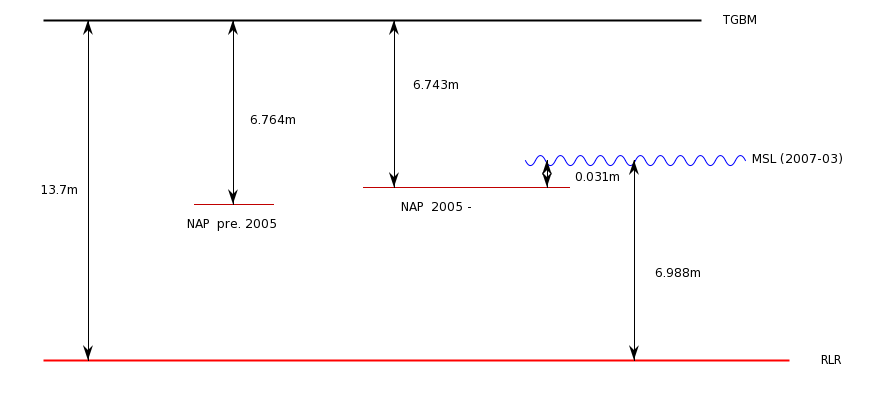 TGBM
6.743m
6.764m
MSL (2007-03)
0.031m
13.7m
NAP  2005 -
NAP  pre. 2005
6.988m
RLR